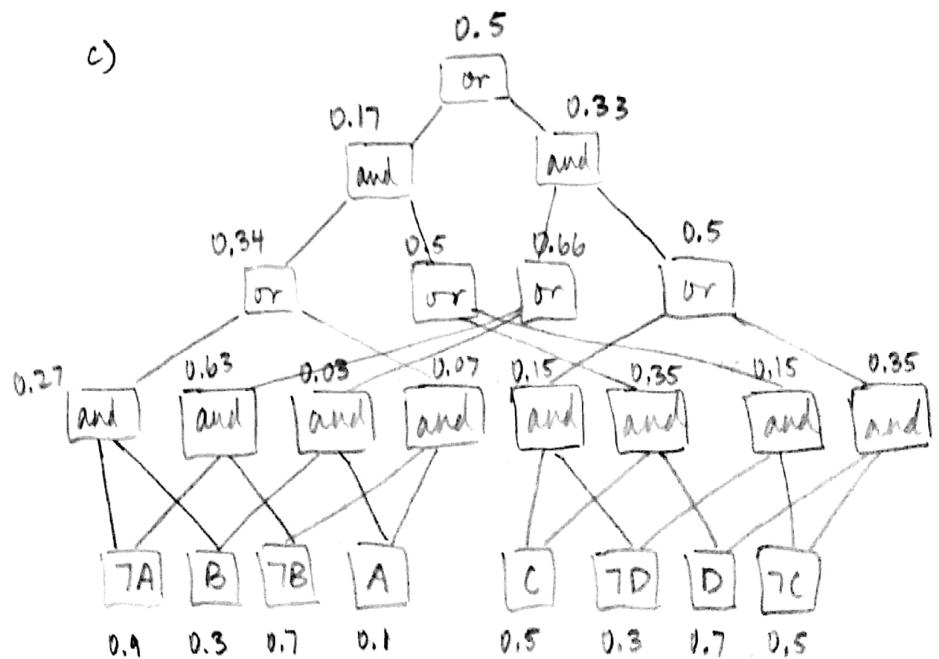 c)
0.5
or
0.17 0.33
and and
0.34 0.5 0.66 0.5
or or or or
0.27 0.63 0.03 0.07 0.15 0.35 0.15 0.35
and and and and and and and and
¬A B ¬B A C ¬D D ¬C
0.9 0.3 0.7 0.1 0.5 0.3 0.7 0.5